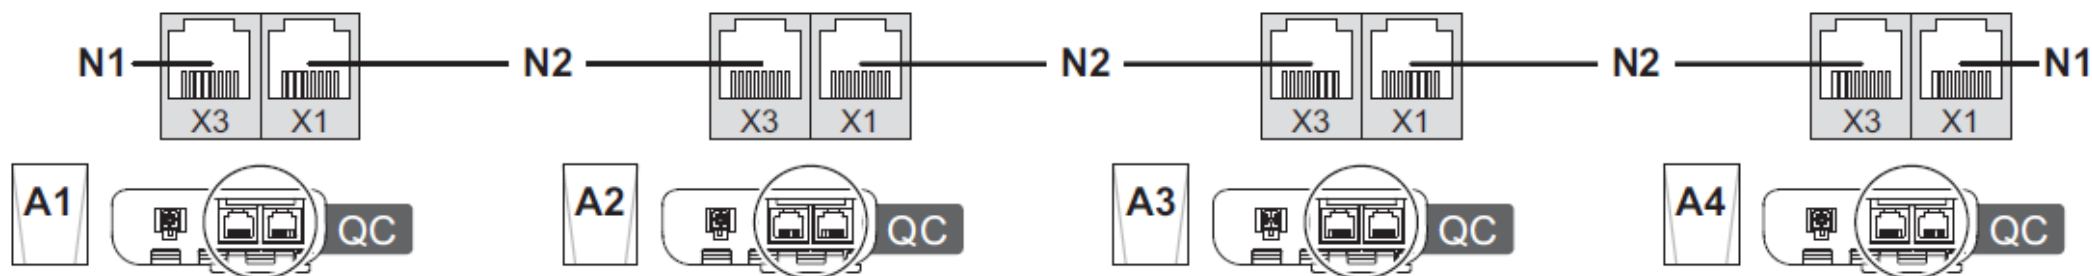 N1 N2 N2 N2 N1
X3 X1 X3 X1 X3 X1 X3 X1
A1 QC A2 QC A3 QC A4 QC